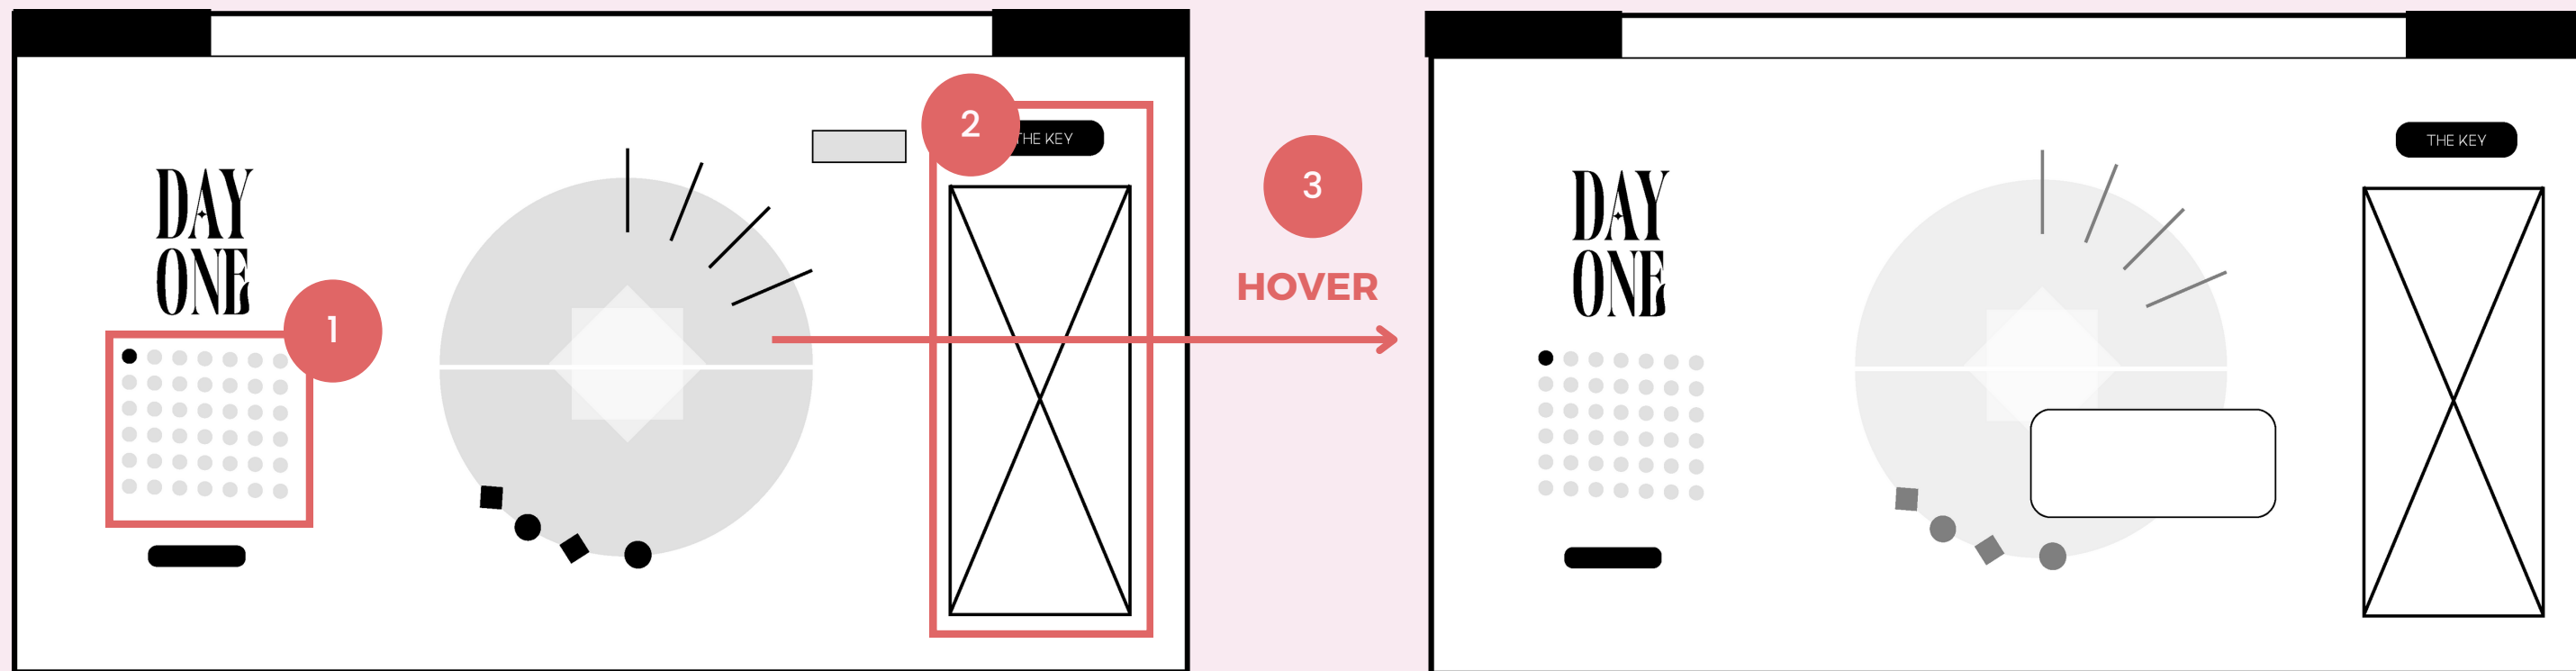 DAY
ONE
1
2
THE KEY
3
HOVER
DAY
ONE
THE KEY